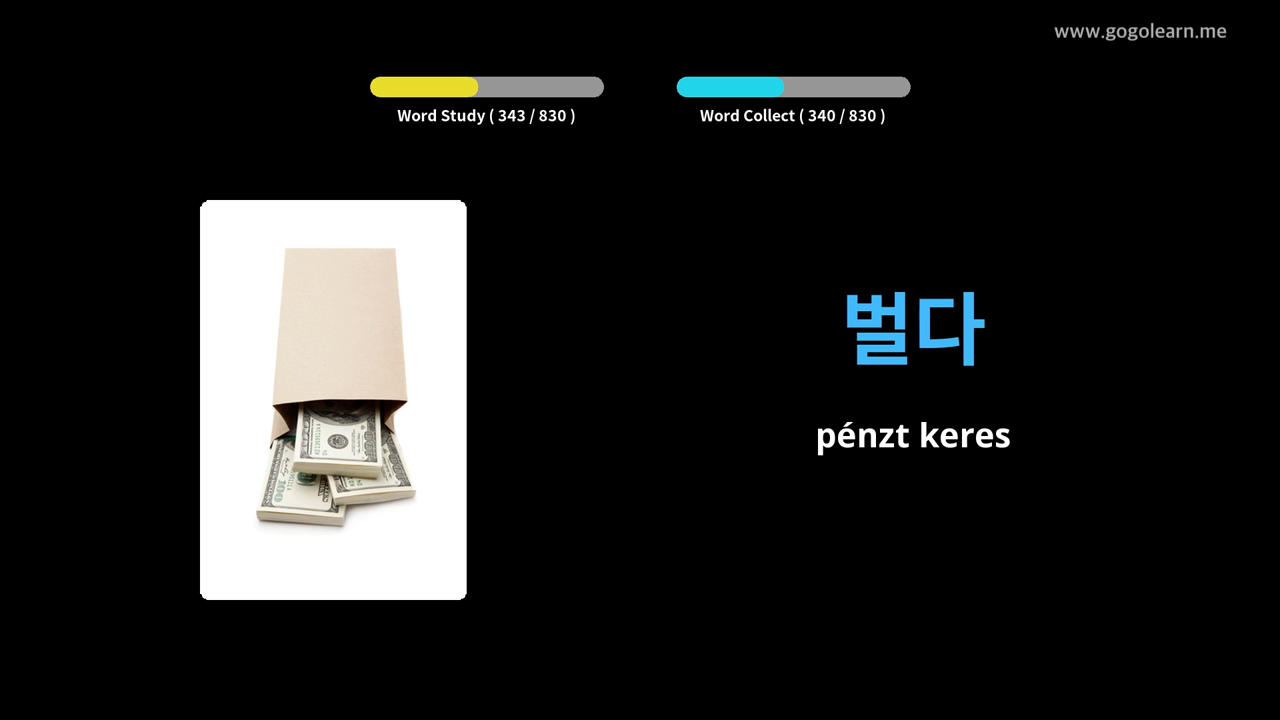 www.gogolearn.me
Word Study ( 343 / 830 )
Word Collect ( 340 / 830 )
벌다
pénzt keres